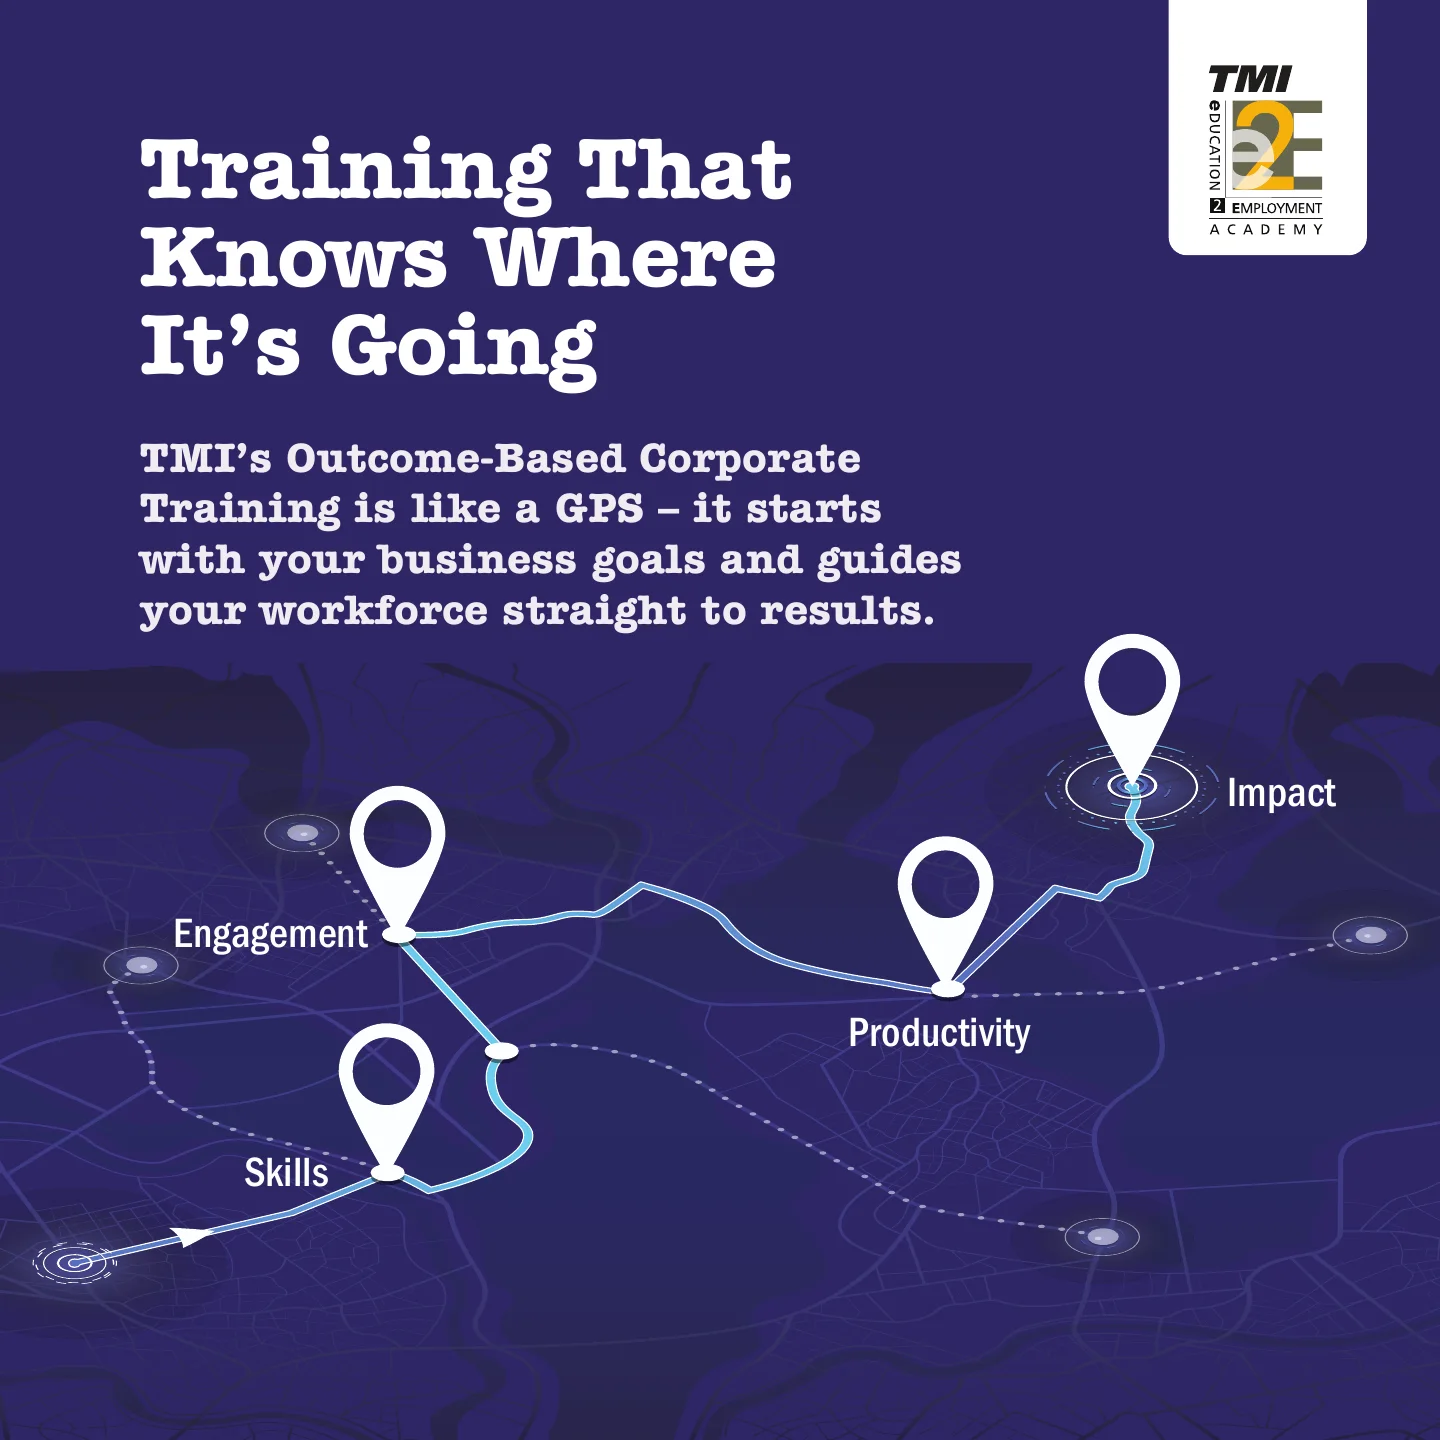 TMI
eDUCATION
e2E
2 EMPLOYMENT
ACADEMY
Training That
Knows Where
It’s Going
TMI’s Outcome-Based Corporate
Training is like a GPS – it starts
with your business goals and guides
your workforce straight to results.
Impact
Engagement
Productivity
Skills